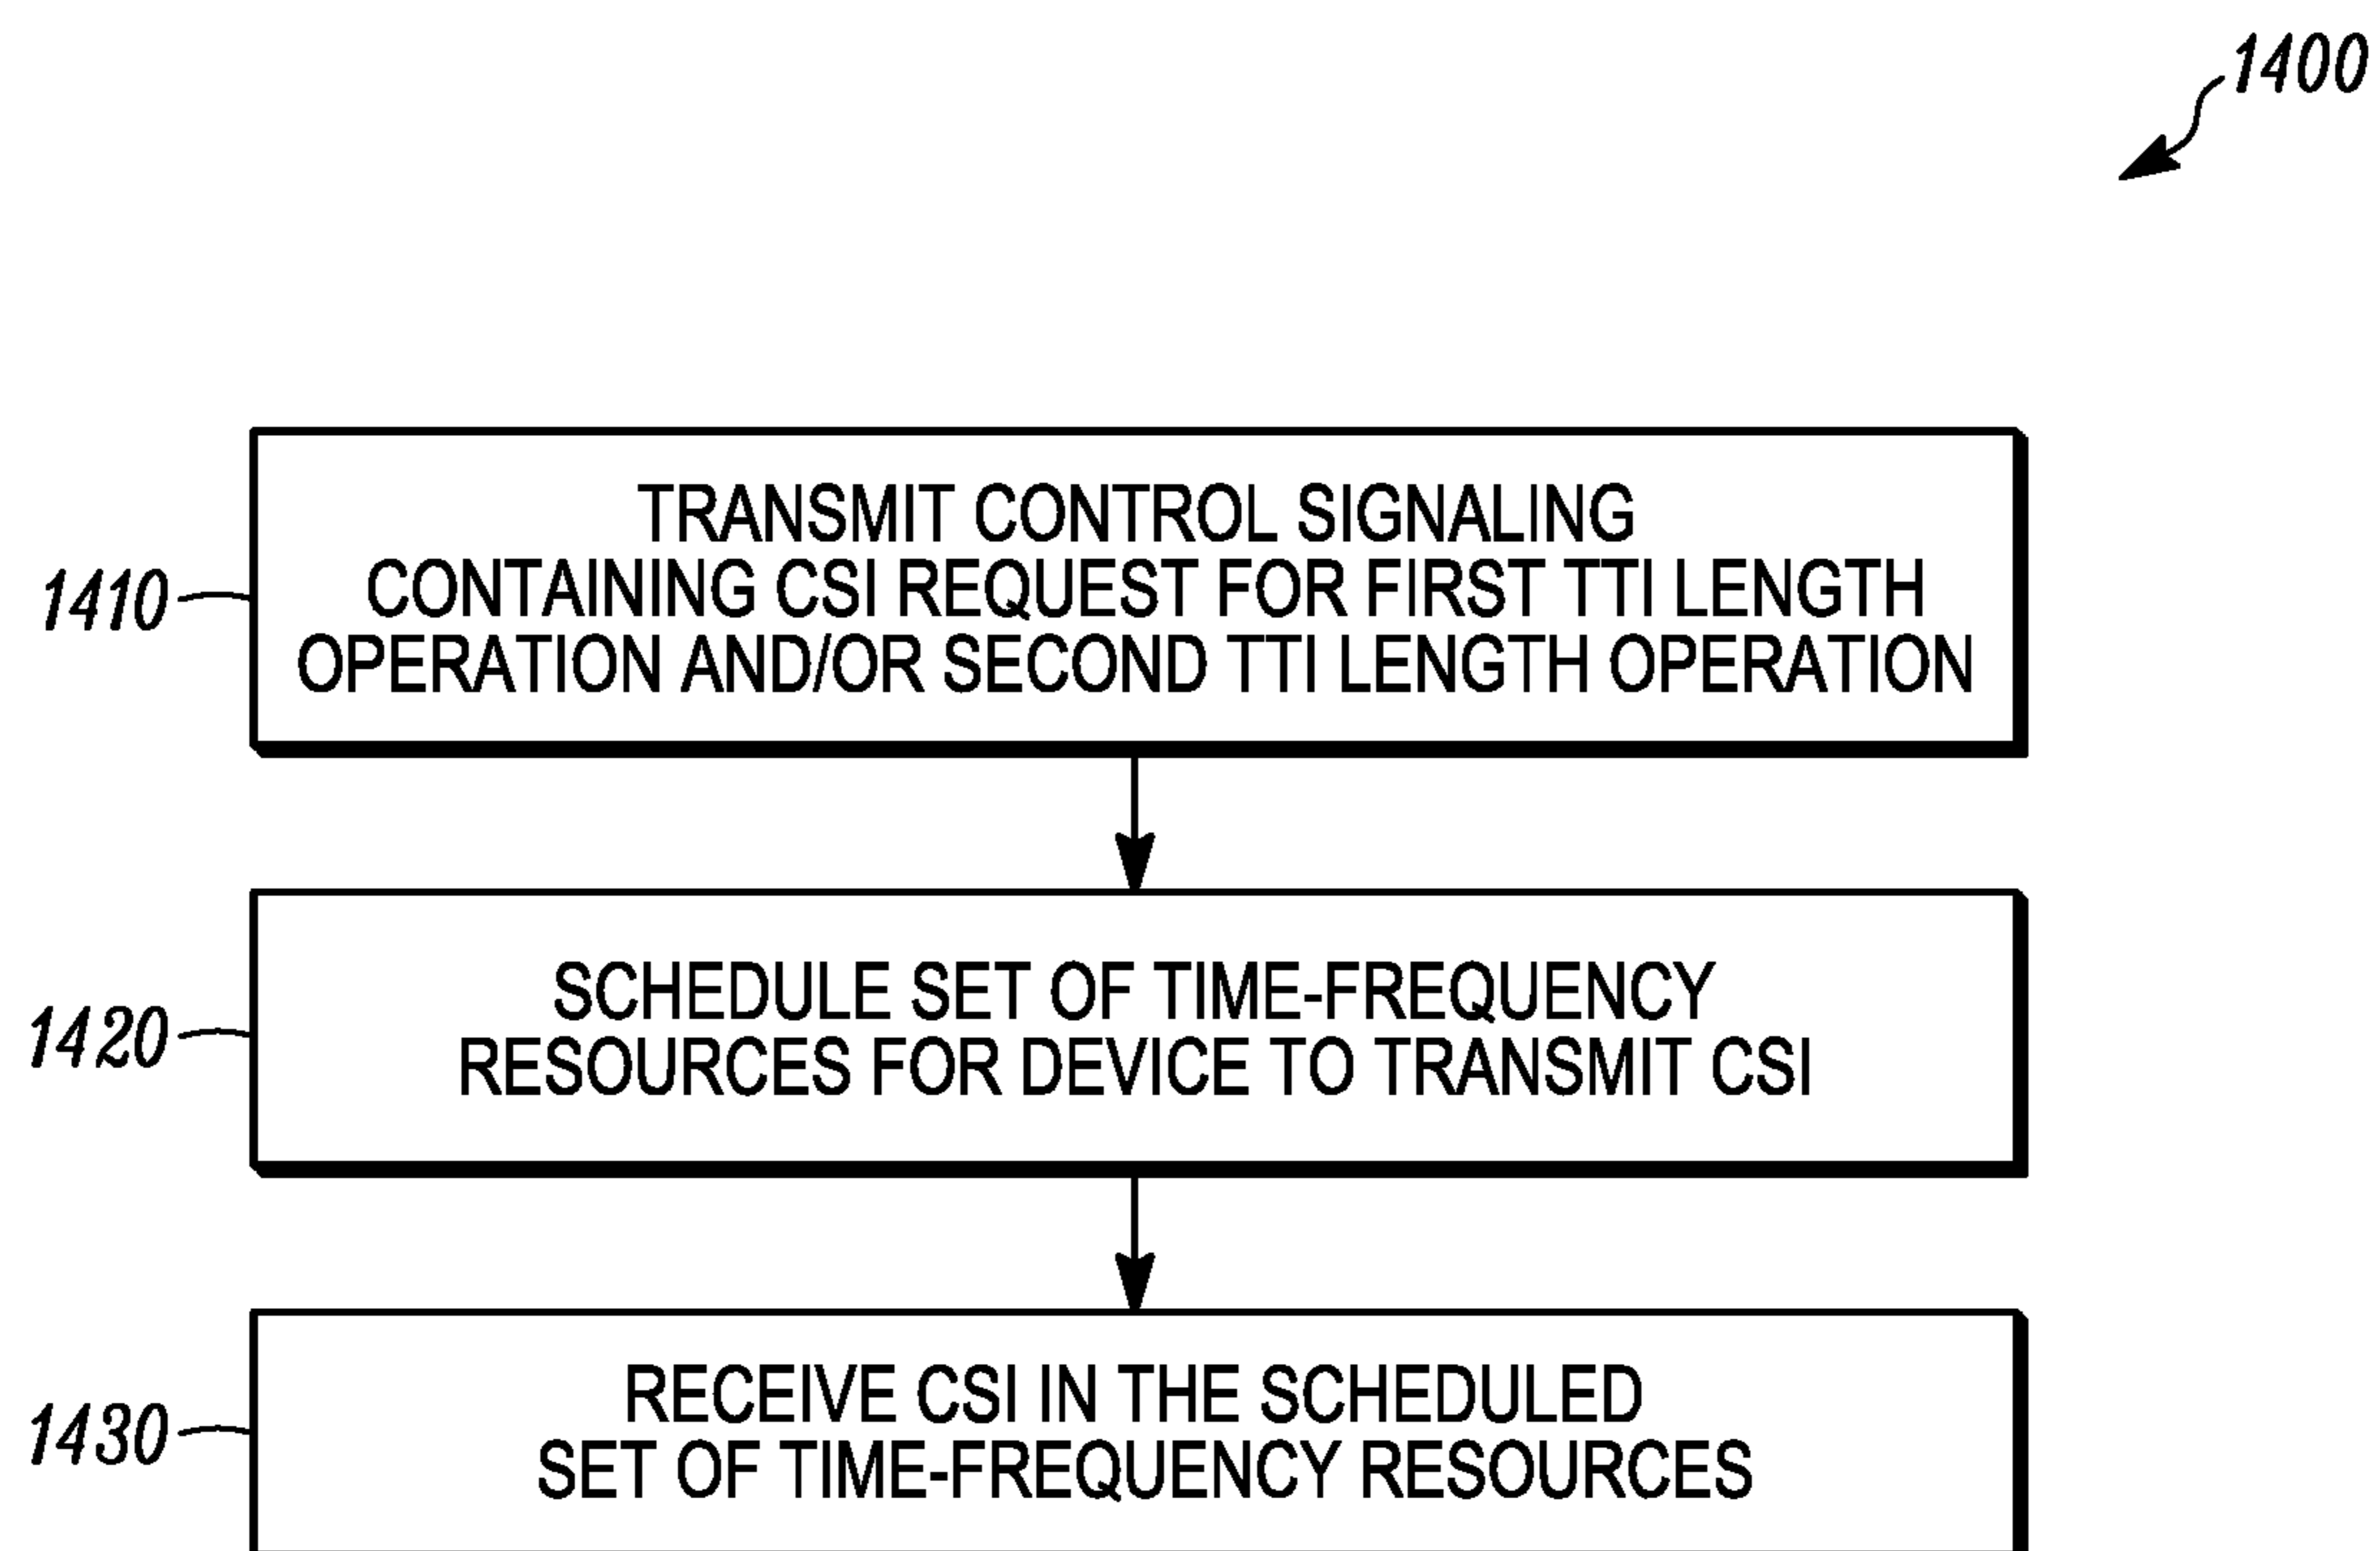 1400
1410
TRANSMIT CONTROL SIGNALING
CONTAINING CSI REQUEST FOR FIRST TTI LENGTH
OPERATION AND/OR SECOND TTI LENGTH OPERATION
1420
SCHEDULE SET OF TIME-FREQUENCY
RESOURCES FOR DEVICE TO TRANSMIT CSI
1430
RECEIVE CSI IN THE SCHEDULED
SET OF TIME-FREQUENCY RESOURCES